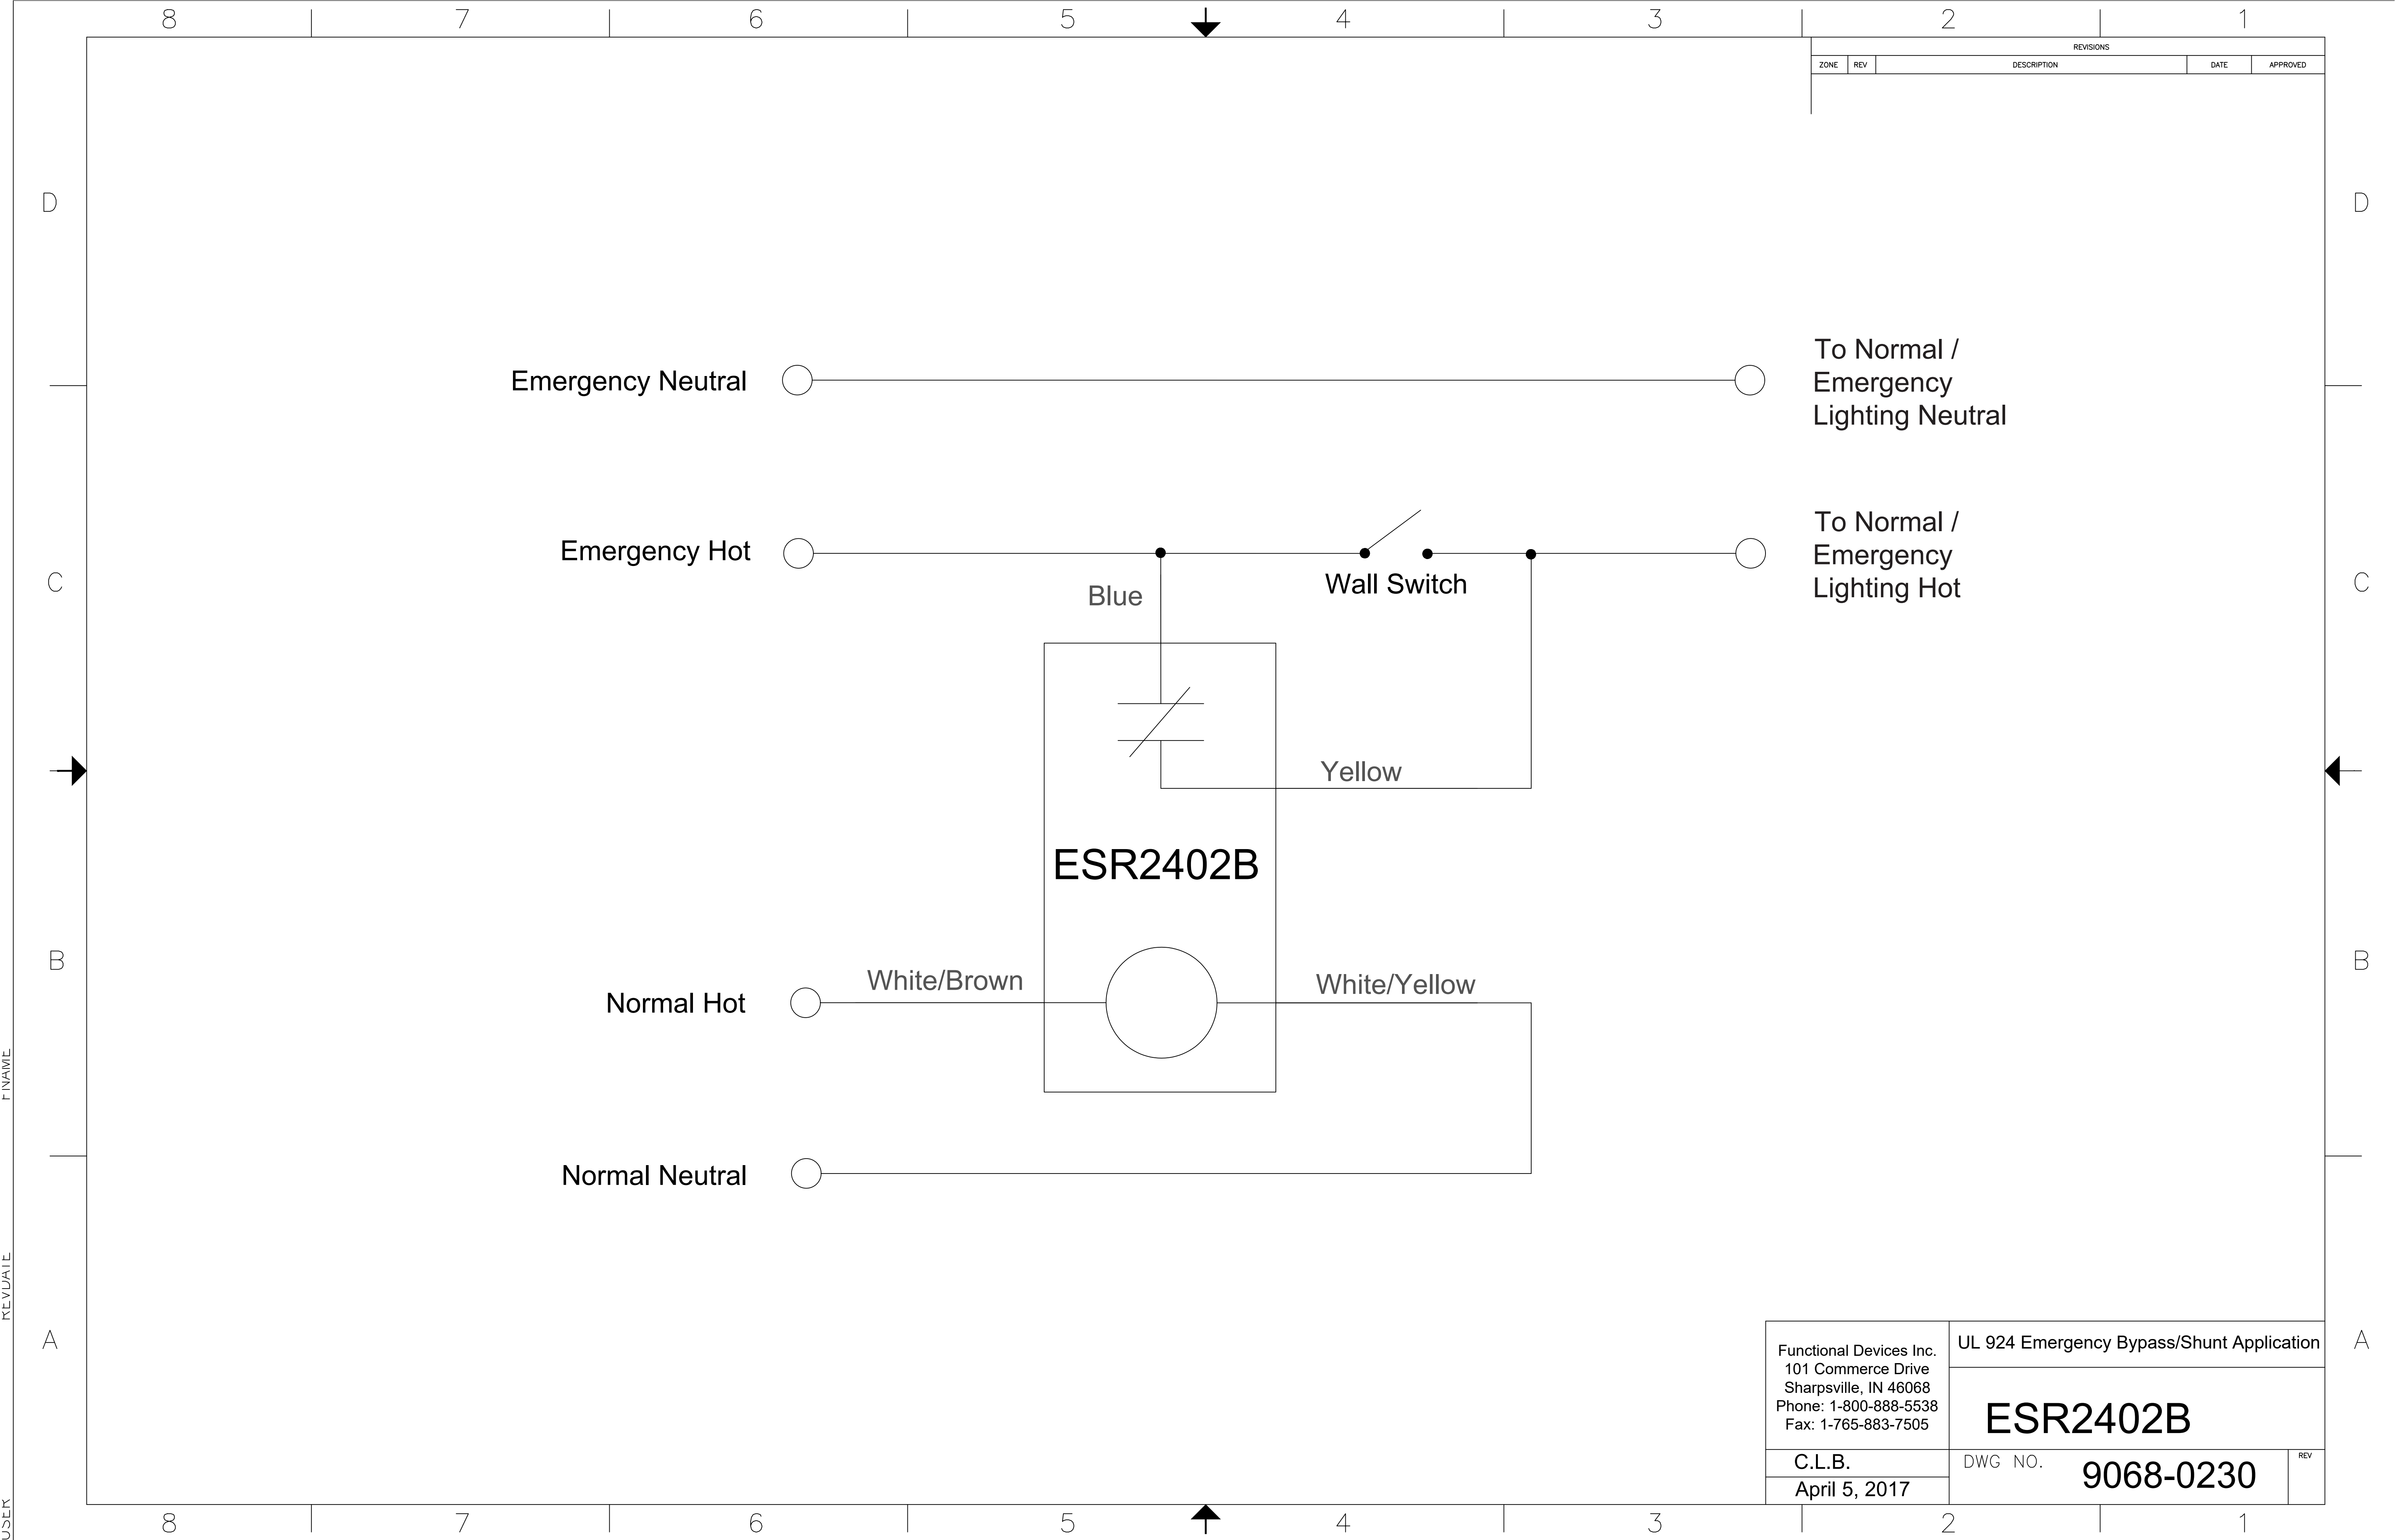 8 7 6 5 4 3 2 1
REVISIONS
ZONE REV DESCRIPTION DATE APPROVED
D D
Emergency Neutral
To Normal /
Emergency
Lighting Neutral
Emergency Hot
Wall Switch
To Normal /
Emergency
Lighting Hot
C C
Blue
Yellow
ESR2402B
B B
White/Brown
White/Yellow
Normal Hot
Normal Neutral
FNAME
REVDATE
USER
A A
Functional Devices Inc.
101 Commerce Drive
Sharpsville, IN 46068
Phone: 1-800-888-5538
Fax: 1-765-883-7505
UL 924 Emergency Bypass/Shunt Application
ESR2402B
C.L.B.
April 5, 2017
DWG NO.
9068-0230
REV
8 7 6 5 4 3 2 1